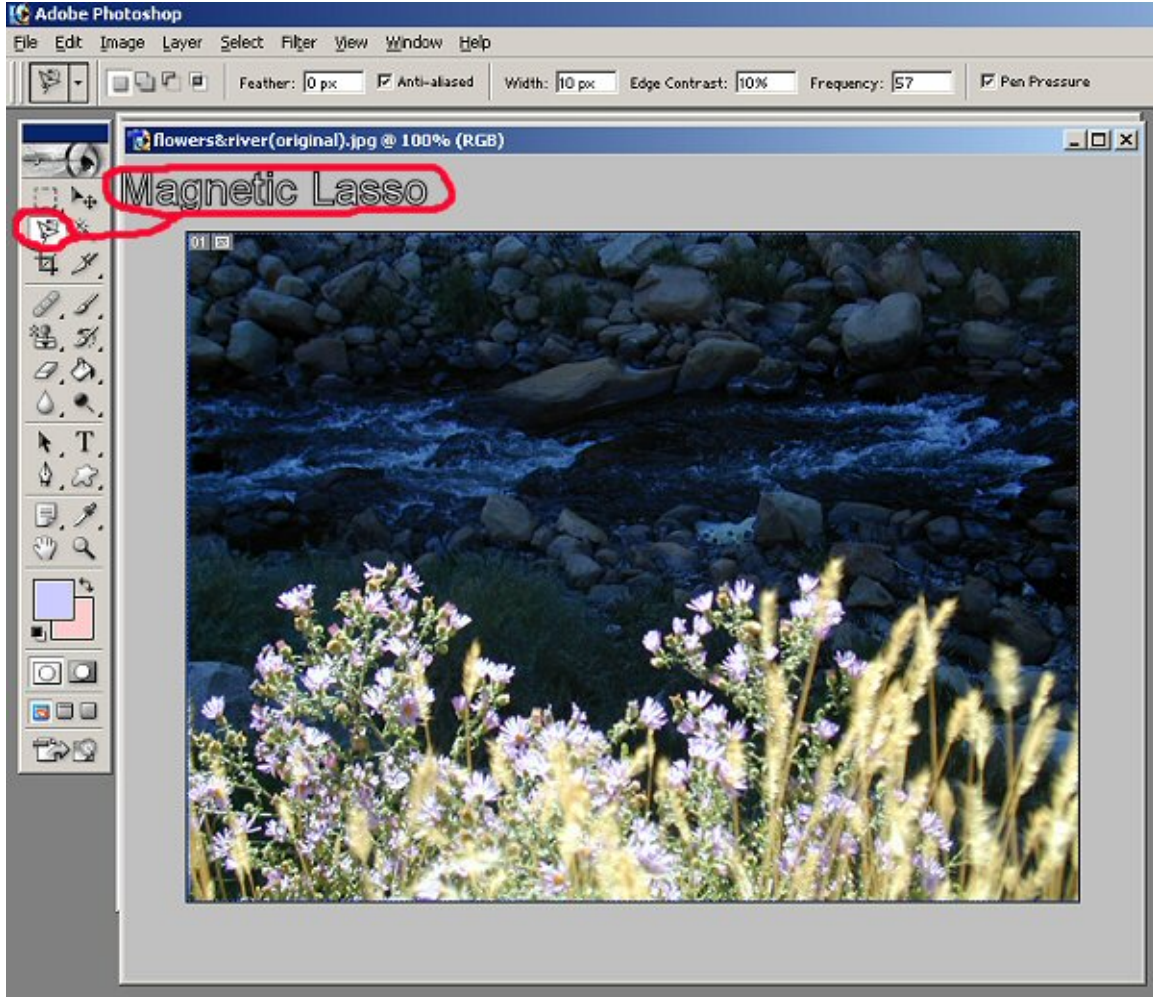 Adobe Photoshop
File Edit Image Layer Select Filter View Window Help
Feather: 0 px Anti-aliased Width: 10 px Edge Contrast: 10% Frequency: 57 Pen Pressure
flowers&river(original).jpg @ 100% (RGB)
Magnetic Lasso
01
T